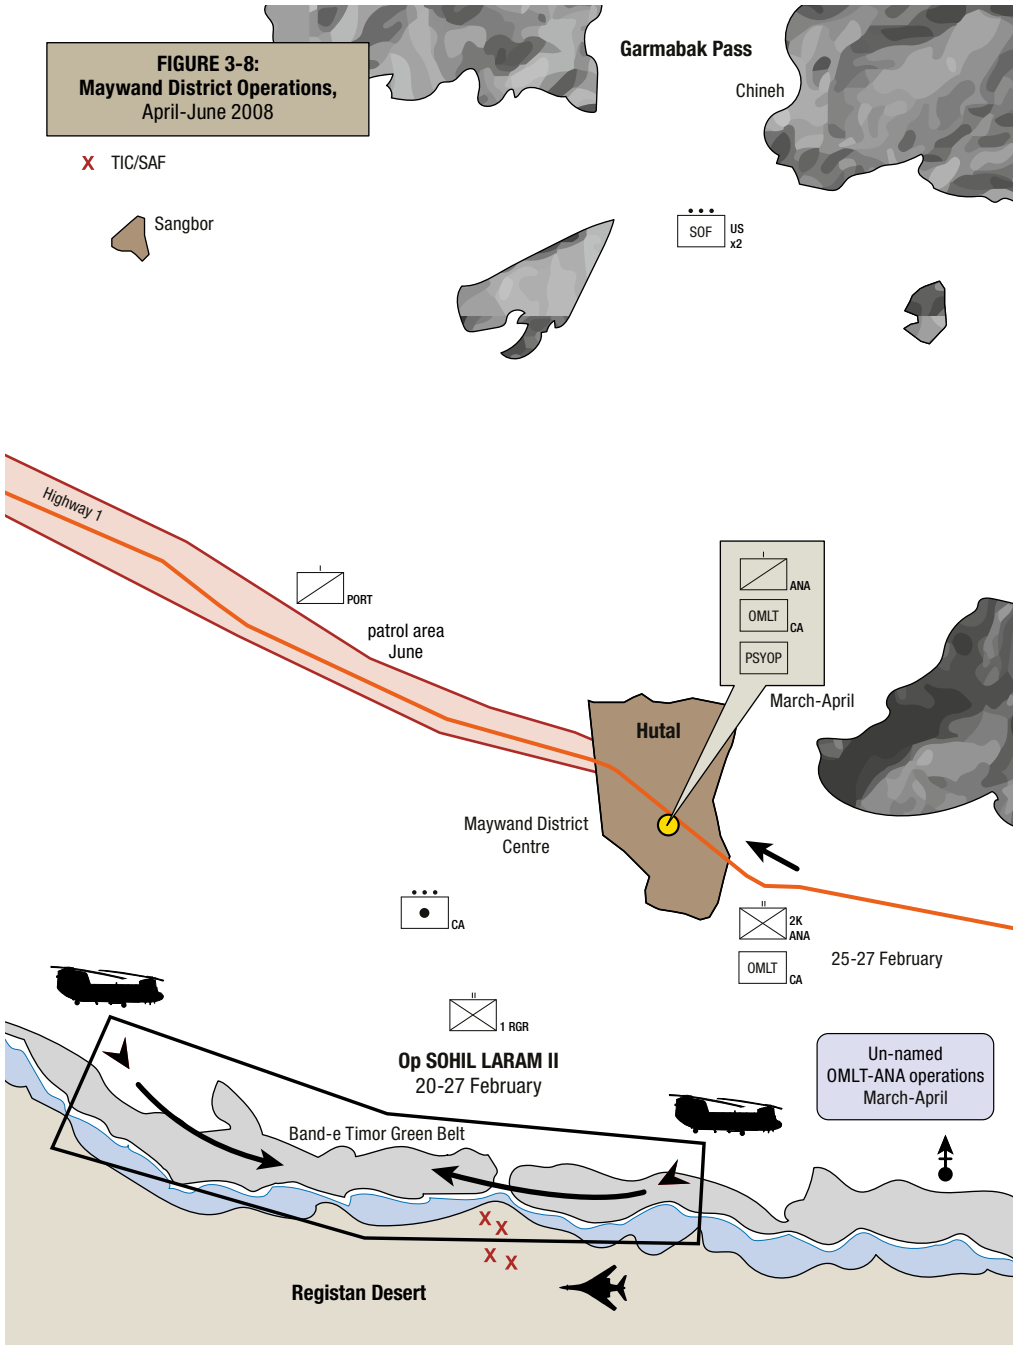 FIGURE 3-8:
Maywand District Operations,
April-June 2008
X TIC/SAF
Garmabak Pass
Chineh
Sangbor
SOF
US
x2
Highway 1
I
PORT
patrol area
June
I
ANA
OMLT
CA
PSYOP
March-April
Hutal
Maywand District
Centre
CA
II
2K
ANA
OMLT
CA
25-27 February
II
1 RGR
Op SOHIL LARAM II
20-27 February
Un-named
OMLT-ANA operations
March-April
Band-e Timor Green Belt
X
X
X
X
Registan Desert